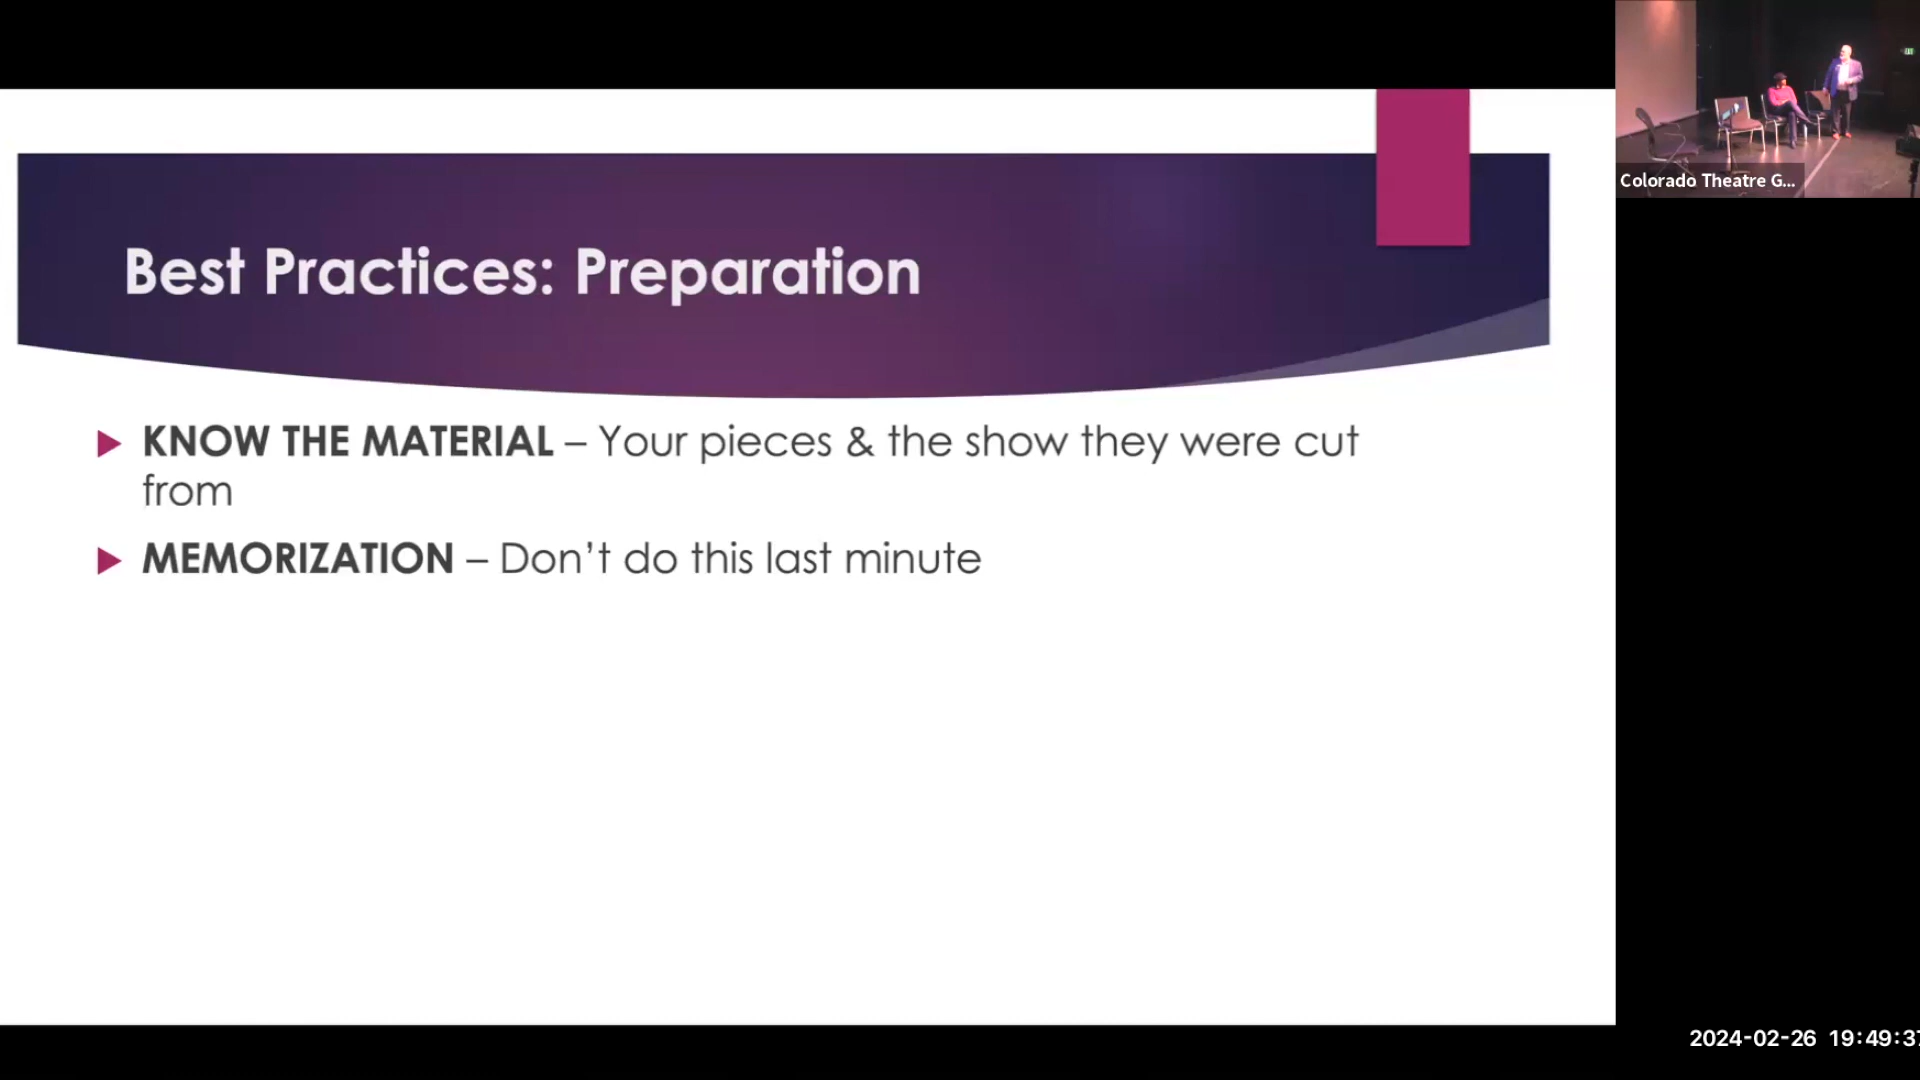 Best Practices: Preparation
KNOW THE MATERIAL – Your pieces & the show they were cut
from
MEMORIZATION – Don’t do this last minute
Colorado Theatre G...
2024-02-26 19:49:37